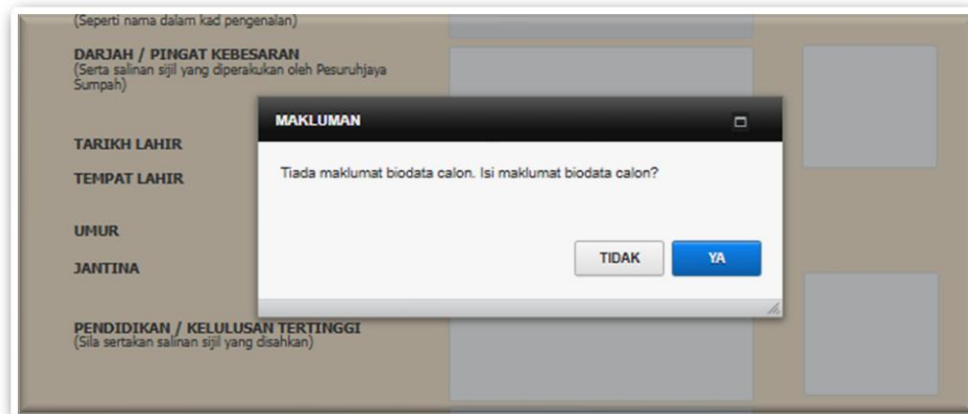 (Seperti nama dalam kad pengenalan)
DARJAH / PINGAT KEBESARAN
(Serta salinan sijil yang diperakukan oleh Pesuruhjaya
Sumpah)
MAKLUMAN
TARIKH LAHIR
Tiada maklumat biodata calon. Isi maklumat biodata calon?
TEMPAT LAHIR
UMUR
TIDAK
YA
JANTINA
PENDIDIKAN / KELULUSAN TERTINGGI
(Sila sertakan salinan sijil yang disahkan)